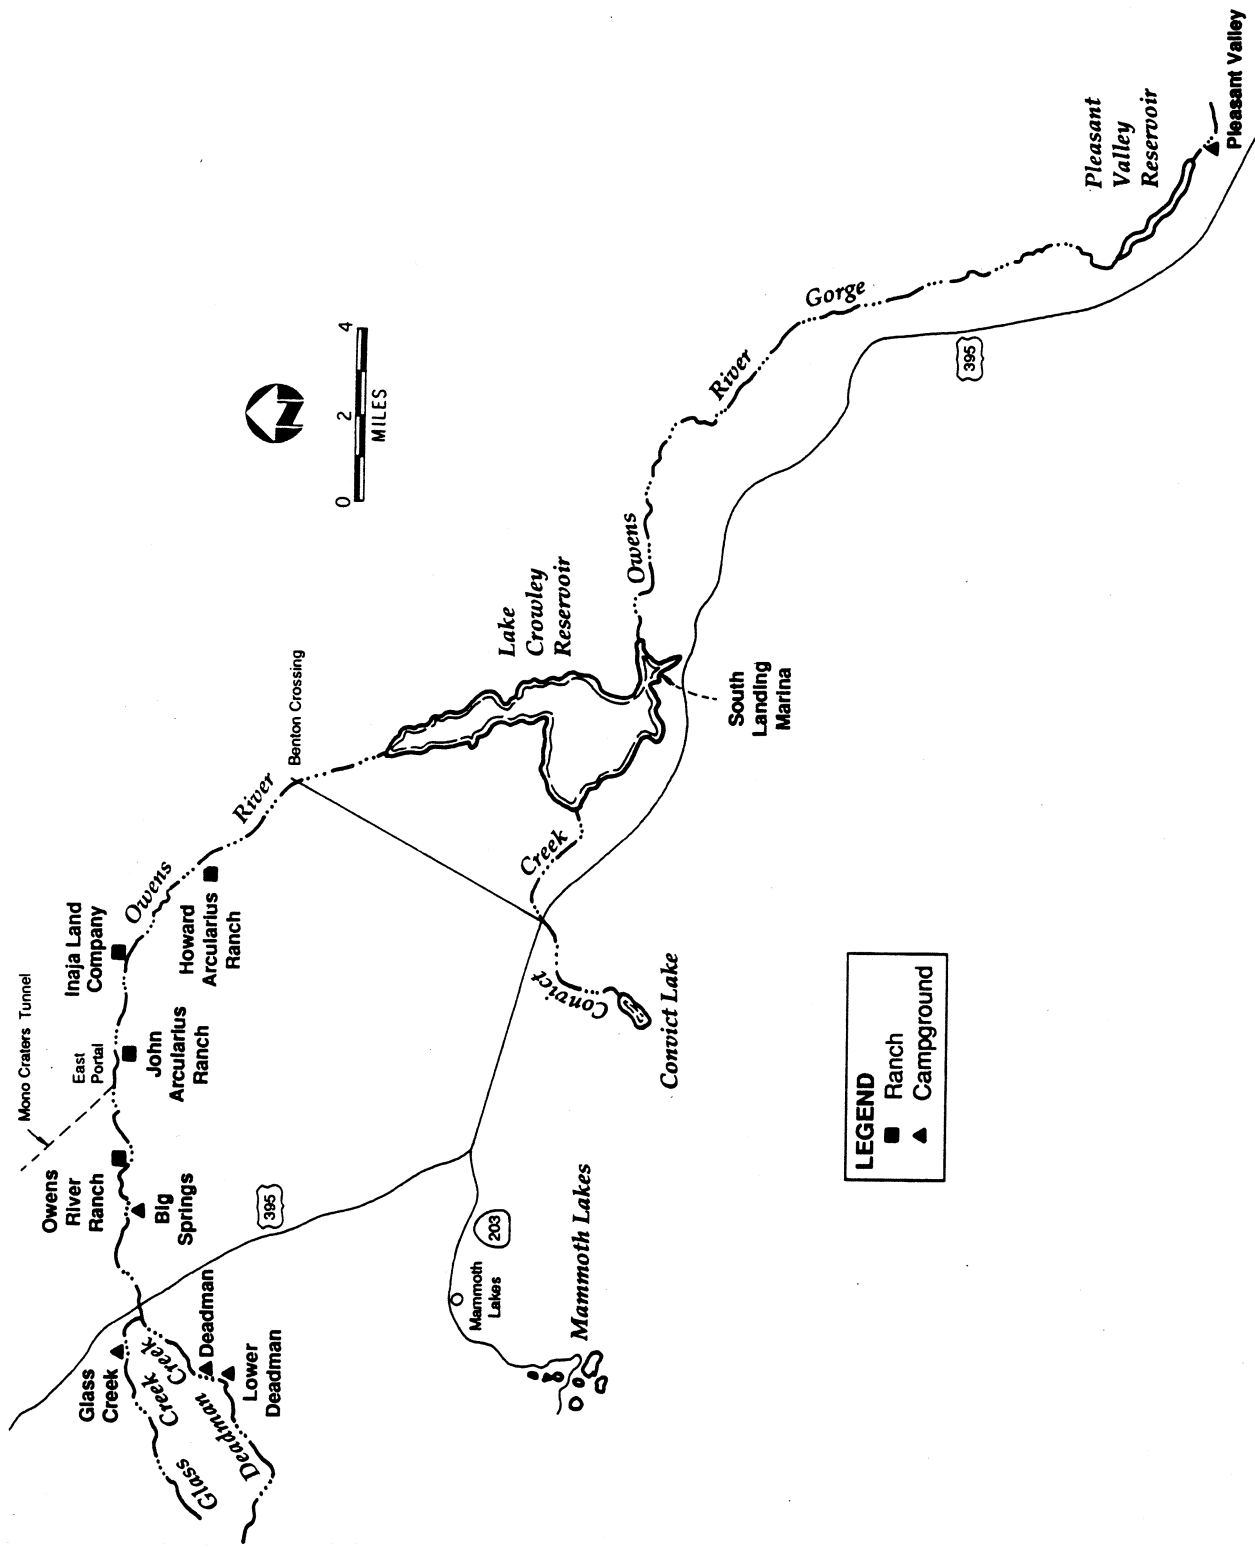 Mono Craters Tunnel
East
Portal
Owens
River
Ranch
Big
Springs
John
Arcularius
Ranch
Inaja Land
Company
Howard
Arcularius
Ranch
Owens
River
Benton Crossing
Glass
Creek
Glass
Creek
Deadman
Creek
Deadman
Lower
Deadman
395
203
Mammoth
Lakes
Mammoth Lakes
Convict
Creek
Convict Lake
Lake
Crowley
Reservoir
South
Landing
Marina
Owens
River
Gorge
395
Pleasant
Valley
Reservoir
Pleasant Valley
N
0
2
4
MILES
LEGEND
Ranch
Campground